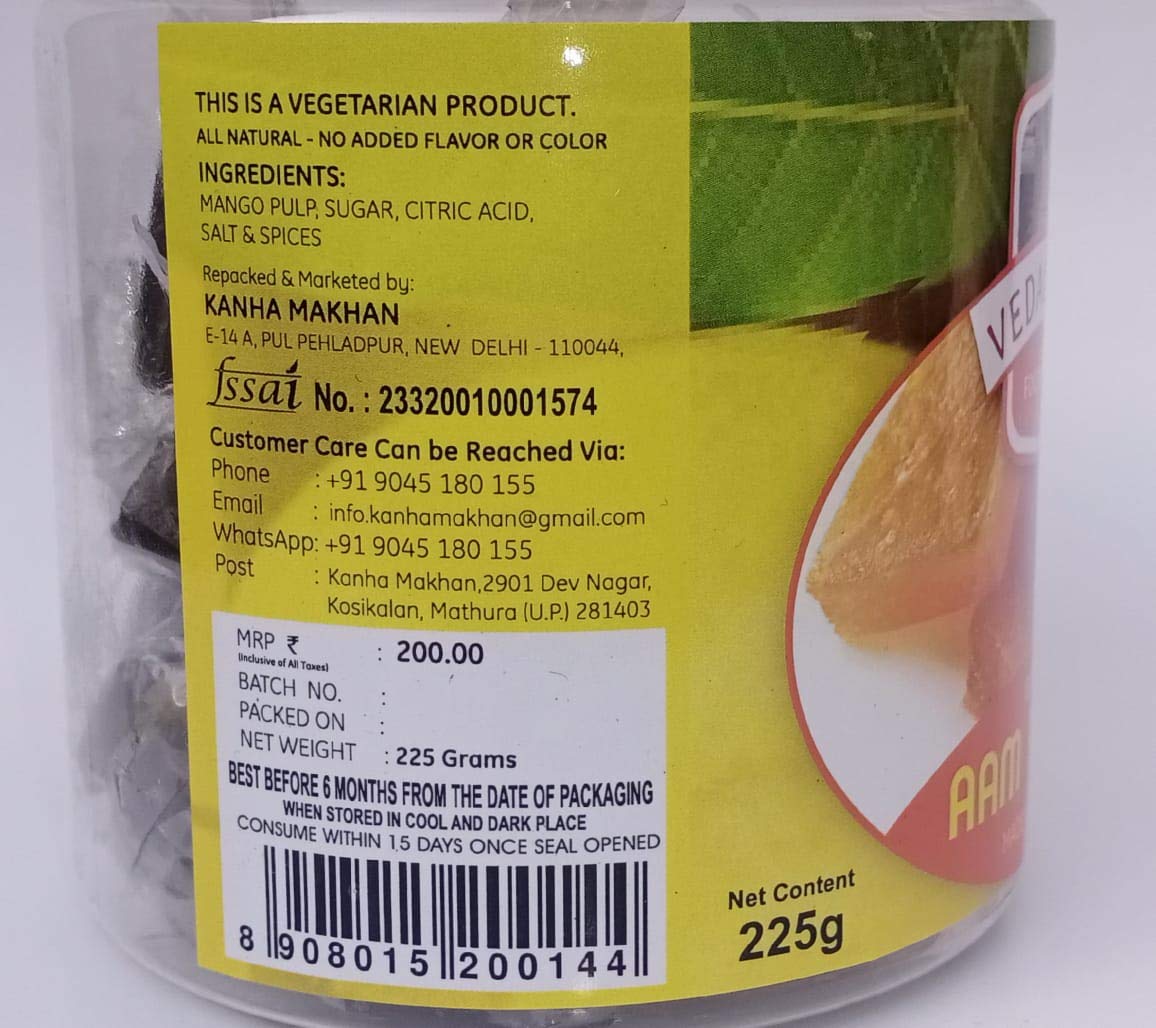 THIS IS A VEGETARIAN PRODUCT.
ALL NATURAL - NO ADDED FLAVOR OR COLOR
INGREDIENTS:
MANGO PULP, SUGAR, CITRIC ACID,
SALT & SPICES
Repacked & Marketed by:
KANHA MAKHAN
E-14 A, PUL PEHLADPUR, NEW DELHI - 110044,
fssai No. : 23320010001574
Customer Care Can be Reached Via:
Phone : +91 9045 180 155
Email : info.kanhamakhan@gmail.com
WhatsApp: +91 9045 180 155
Post : Kanha Makhan,2901 Dev Nagar,
Kosikalan, Mathura (U.P.) 281403
MRP ₹ : 200.00
(Inclusive of All Taxes)
BATCH NO. :
PACKED ON :
NET WEIGHT : 225 Grams
BEST BEFORE 6 MONTHS FROM THE DATE OF PACKAGING
WHEN STORED IN COOL AND DARK PLACE
CONSUME WITHIN 15 DAYS ONCE SEAL OPENED
8 908015 200144
VEDA
AAM
Net Content
225g